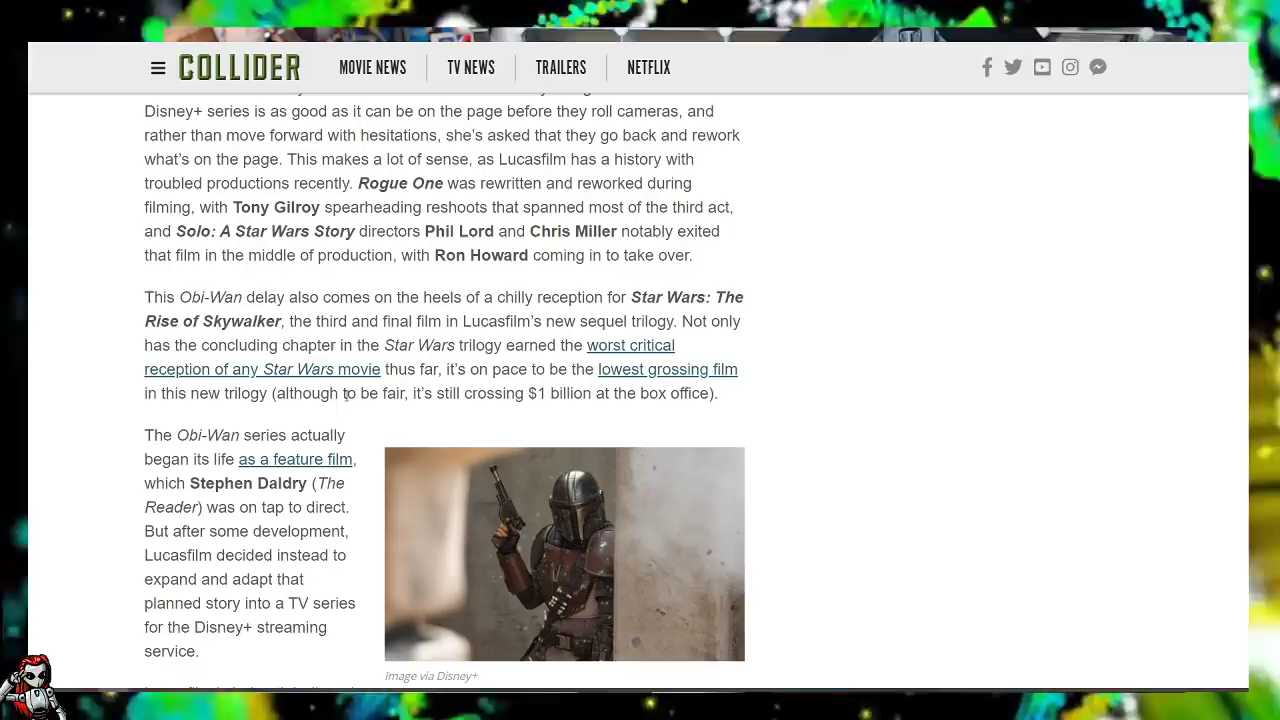 COLLIDER
MOVIE NEWS
TV NEWS
TRAILERS
NETFLIX
Disney+ series is as good as it can be on the page before they roll cameras, and
rather than move forward with hesitations, she’s asked that they go back and rework
what’s on the page. This makes a lot of sense, as Lucasfilm has a history with
troubled productions recently. Rogue One was rewritten and reworked during
filming, with Tony Gilroy spearheading reshoots that spanned most of the third act,
and Solo: A Star Wars Story directors Phil Lord and Chris Miller notably exited
that film in the middle of production, with Ron Howard coming in to take over.
This Obi-Wan delay also comes on the heels of a chilly reception for Star Wars: The
Rise of Skywalker, the third and final film in Lucasfilm’s new sequel trilogy. Not only
has the concluding chapter in the Star Wars trilogy earned the worst critical
reception of any Star Wars movie thus far, it’s on pace to be the lowest grossing film
in this new trilogy (although to be fair, it’s still crossing $1 billion at the box office).
The Obi-Wan series actually
began its life as a feature film,
which Stephen Daldry (The
Reader) was on tap to direct.
But after some development,
Lucasfilm decided instead to
expand and adapt that
planned story into a TV series
for the Disney+ streaming
service.
Image via Disney+